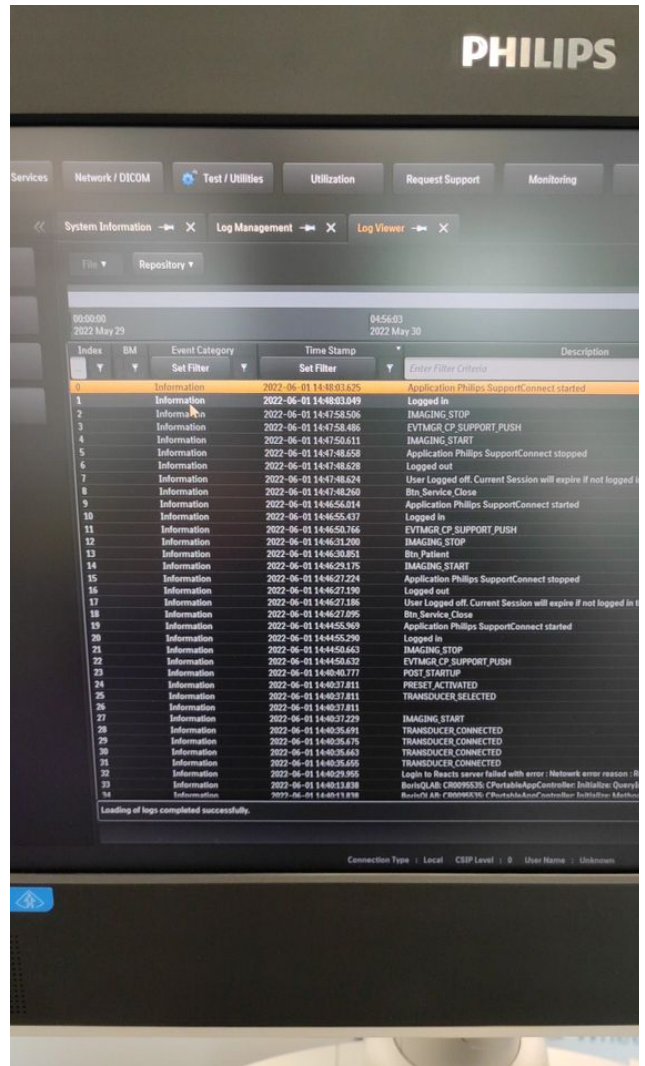 PHILIPS
Services Network / DICOM Test / Utilities Utilization Request Support Monitoring
System Information Log Management Log Viewer
File Repository
00:00:00 04:56:03
2022 May 29 2022 May 30
Index BM Event Category Time Stamp Description
Set Filter Set Filter Enter Filter Criteria
0 Information 2022-06-01 14:48:03.625 Application Philips SupportConnect started
1 Information 2022-06-01 14:48:03.049 Logged in
2 Information 2022-06-01 14:47:58.506 IMAGING_STOP
3 Information 2022-06-01 14:47:58.486 EVTMGR_CP_SUPPORT_PUSH
4 Information 2022-06-01 14:47:50.611 IMAGING_START
5 Information 2022-06-01 14:47:48.658 Application Philips SupportConnect stopped
6 Information 2022-06-01 14:47:48.628 Logged out
7 Information 2022-06-01 14:47:48.624 User Logged off. Current Session will expire if not logged i
8 Information 2022-06-01 14:47:48.260 Btn_Service_Close
9 Information 2022-06-01 14:46:56.014 Application Philips SupportConnect started
10 Information 2022-06-01 14:46:55.437 Logged in
11 Information 2022-06-01 14:46:50.766 EVTMGR_CP_SUPPORT_PUSH
12 Information 2022-06-01 14:46:31.200 IMAGING_STOP
13 Information 2022-06-01 14:46:30.851 Btn_Patient
14 Information 2022-06-01 14:46:29.175 IMAGING_START
15 Information 2022-06-01 14:46:27.224 Application Philips SupportConnect stopped
16 Information 2022-06-01 14:46:27.190 Logged out
17 Information 2022-06-01 14:46:27.186 User Logged off. Current Session will expire if not logged in t
18 Information 2022-06-01 14:46:27.095 Btn_Service_Close
19 Information 2022-06-01 14:44:55.969 Application Philips SupportConnect started
20 Information 2022-06-01 14:44:55.290 Logged in
21 Information 2022-06-01 14:44:50.663 IMAGING_STOP
22 Information 2022-06-01 14:44:50.632 EVTMGR_CP_SUPPORT_PUSH
23 Information 2022-06-01 14:40:40.777 POST_STARTUP
24 Information 2022-06-01 14:40:37.811 PRESET_ACTIVATED
25 Information 2022-06-01 14:40:37.811 TRANSDUCER_SELECTED
26 Information 2022-06-01 14:40:37.811
27 Information 2022-06-01 14:40:37.229 IMAGING_START
28 Information 2022-06-01 14:40:35.691 TRANSDUCER_CONNECTED
29 Information 2022-06-01 14:40:35.675 TRANSDUCER_CONNECTED
30 Information 2022-06-01 14:40:35.663 TRANSDUCER_CONNECTED
31 Information 2022-06-01 14:40:35.655 TRANSDUCER_CONNECTED
32 Information 2022-06-01 14:40:29.955 Login to Reacts server failed with error : Netowrk error reason : R
33 Information 2022-06-01 14:40:13.838 BorisQLAB: CR0095535: CPortableAppController: Initialize: QueryI
34 Information 2022-06-01 14:40:13.838 BorisQLAB: CR0095535: CPortableAppController: Initialize: Metho
Loading of logs completed successfully.
Connection Type : Local CSIP Level : 0 User Name : Unknown